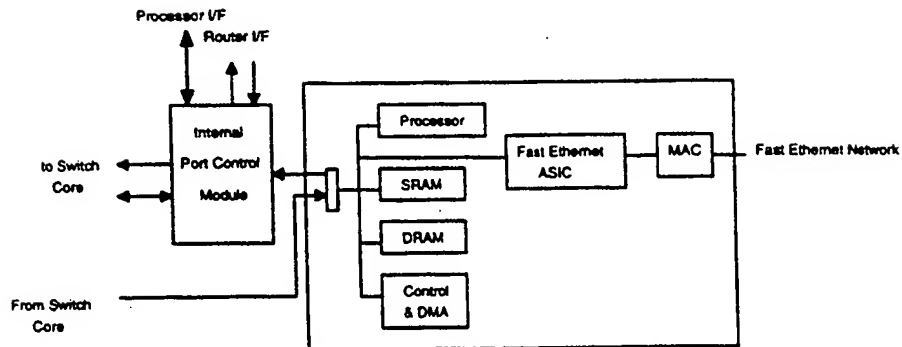 Processor I/F
Router I/F
Internal
Port Control
Module
to Switch
Core
Processor
Fast Ethernet
ASIC
MAC
Fast Ethernet Network
SRAM
DRAM
Control
& DMA
From Switch
Core